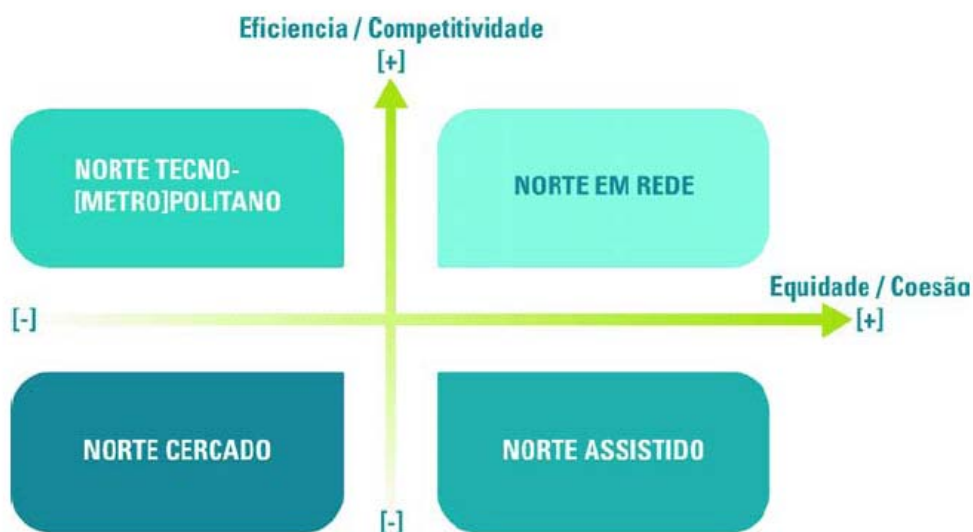 Eficiencia / Competitividade
[+]
NORTE TECNO-
[METRO]POLITANO
NORTE EM REDE
Equidade / Coesão
[-]
[+]
NORTE CERCADO
NORTE ASSISTIDO
[-]